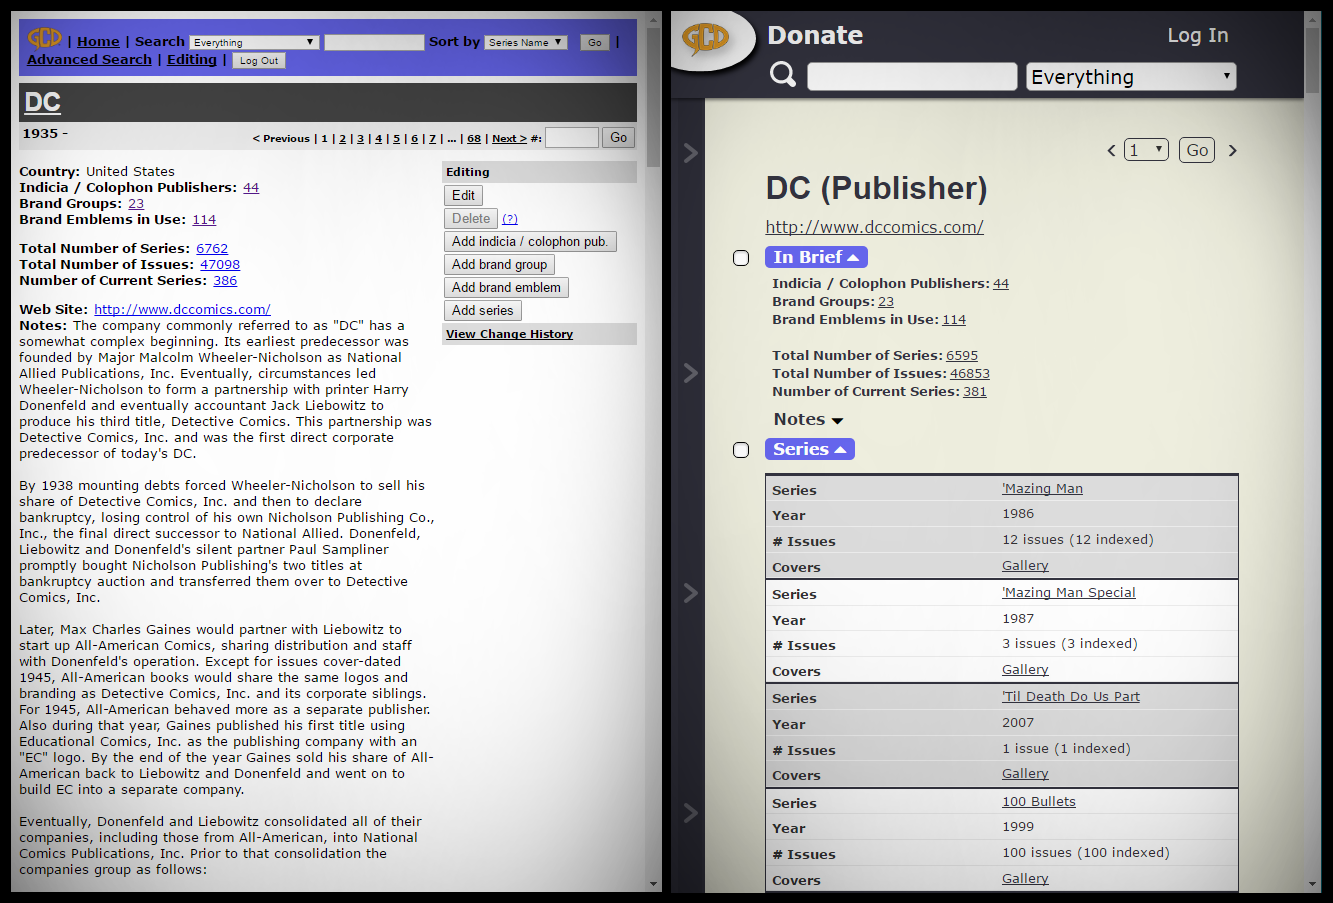 GCD | Home | Search Everything Sort by Series Name Go |
Advanced Search | Editing | Log Out
DC
1935 -
< Previous | 1 | 2 | 3 | 4 | 5 | 6 | 7 | ... | 68 | Next > #: Go
Country: United States
Indicia / Colophon Publishers: 44
Brand Groups: 23
Brand Emblems in Use: 114
Total Number of Series: 6762
Total Number of Issues: 47098
Number of Current Series: 386
Web Site: http://www.dccomics.com/
Notes: The company commonly referred to as "DC" has a
somewhat complex beginning. Its earliest predecessor was
founded by Major Malcolm Wheeler-Nicholson as National
Allied Publications, Inc. Eventually, circumstances led
Wheeler-Nicholson to form a partnership with printer Harry
Donenfeld and eventually accountant Jack Liebowitz to
produce his third title, Detective Comics. This partnership was
Detective Comics, Inc. and was the first direct corporate
predecessor of today's DC.
By 1938 mounting debts forced Wheeler-Nicholson to sell his
share of Detective Comics, Inc. and then to declare
bankruptcy, losing control of his own Nicholson Publishing Co.,
Inc., the final direct successor to National Allied. Donenfeld,
Liebowitz and Donenfeld's silent partner Paul Sampliner
promptly bought Nicholson Publishing's two titles at
bankruptcy auction and transferred them over to Detective
Comics, Inc.
Later, Max Charles Gaines would partner with Liebowitz to
start up All-American Comics, sharing distribution and staff
with Donenfeld's operation. Except for issues cover-dated
1945, All-American books would share the same logos and
branding as Detective Comics, Inc. and its corporate siblings.
For 1945, All-American behaved more as a separate publisher.
Also during that year, Gaines published his first title using
Educational Comics, Inc. as the publishing company with an
"EC" logo. By the end of the year Gaines sold his share of All-
American back to Liebowitz and Donenfeld and went on to
build EC into a separate company.
Eventually, Donenfeld and Liebowitz consolidated all of their
companies, including those from All-American, into National
Comics Publications, Inc. Prior to that consolidation the
companies group as follows:
Editing
Edit
Delete (?)
Add indicia / colophon pub.
Add brand group
Add brand emblem
Add series
View Change History
GCD Donate Log In
Everything
< 1 Go >
DC (Publisher)
http://www.dccomics.com/
In Brief
Indicia / Colophon Publishers: 44
Brand Groups: 23
Brand Emblems in Use: 114
Total Number of Series: 6595
Total Number of Issues: 46853
Number of Current Series: 381
Notes
Series
Series 'Mazing Man
Year 1986
# Issues 12 issues (12 indexed)
Covers Gallery
Series 'Mazing Man Special
Year 1987
# Issues 3 issues (3 indexed)
Covers Gallery
Series 'Til Death Do Us Part
Year 2007
# Issues 1 issue (1 indexed)
Covers Gallery
Series 100 Bullets
Year 1999
# Issues 100 issues (100 indexed)
Covers Gallery